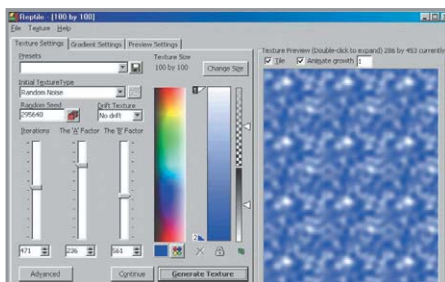 Reptile - [100 by 100]
File Texture Help
Texture Settings Gradient Settings Preview Settings
Presets
Texture Size
100 by 100
Change Size
Initial TextureType
Random Noise
Random Seed
Drift Texture
295640
No drift
Iterations
The 'A' Factor
The 'B' Factor
471
226
561
Advanced
Continue
Generate Texture
Texture Preview (Double-click to expand) 286 by 453 currently
Tile
Animate growth
1